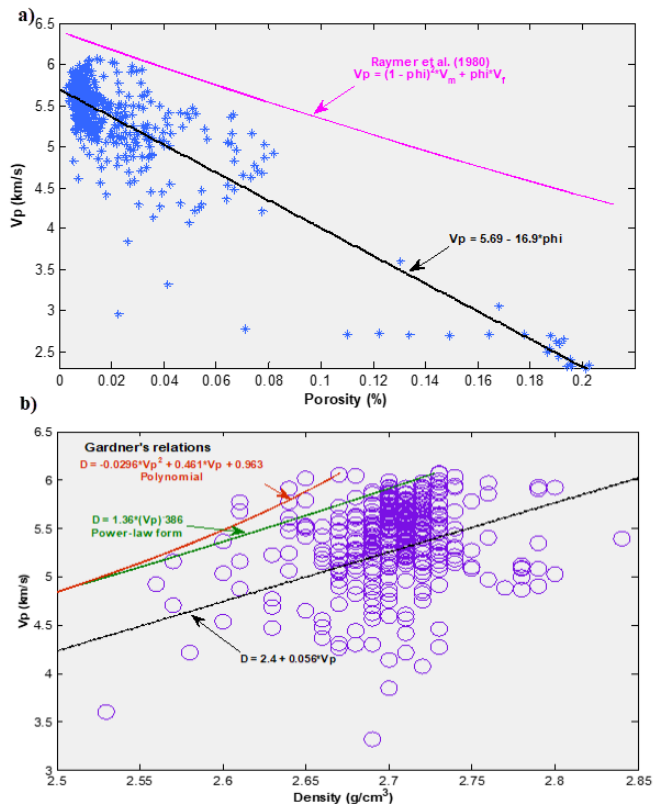 a)
6.5
6
5.5
5
4.5
4
3.5
3
2.5
Vp (km/s)
Raymer et al. (1980)
Vp = (1 - phi)²*V_m + phi*V_f
Vp = 5.69 - 16.9*phi
0 0.02 0.04 0.06 0.08 0.1 0.12 0.14 0.16 0.18 0.2
Porosity (%)
b)
6.5
6
5.5
5
4.5
4
3.5
3
Vp (km/s)
Gardner's relations
D = -0.0296*Vp² + 0.461*Vp + 0.963
Polynomial
D = 1.36*(Vp)·386
Power-law form
D = 2.4 + 0.056*Vp
2.5 2.55 2.6 2.65 2.7 2.75 2.8 2.85
Density (g/cm³)